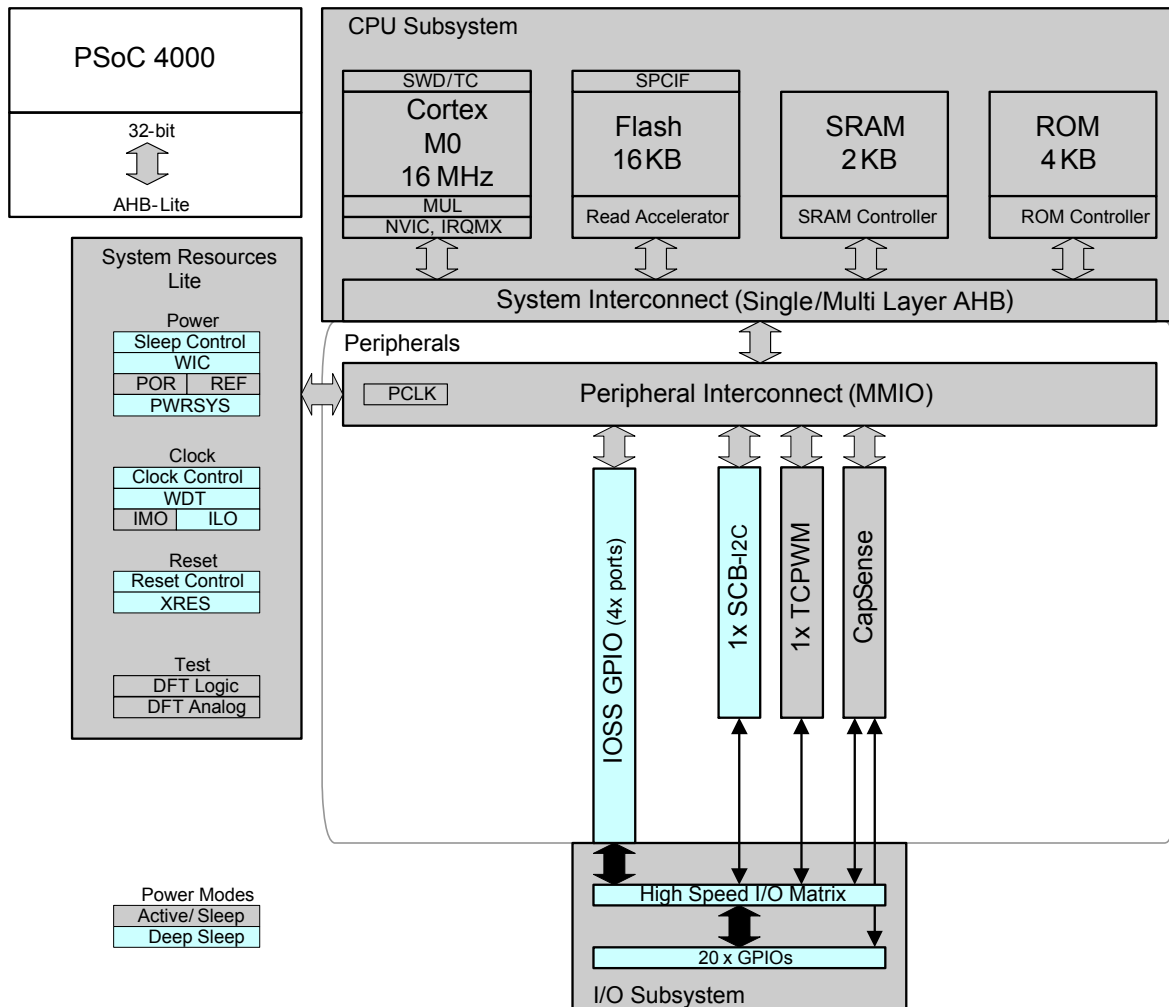 PSoC 4000
32-bit
AHB-Lite
CPU Subsystem
SWD/TC
Cortex
M0
16 MHz
MUL
NVIC, IRQMX
SPCIF
Flash
16 KB
Read Accelerator
SRAM
2 KB
SRAM Controller
ROM
4 KB
ROM Controller
System Interconnect (Single/Multi Layer AHB)
System Resources
Lite
Power
Sleep Control
WIC
POR REF
PWRSYS
Clock
Clock Control
WDT
IMO ILO
Reset
Reset Control
XRES
Test
DFT Logic
DFT Analog
Peripherals
PCLK
Peripheral Interconnect (MMIO)
IOSS GPIO (4x ports)
1x SCB-I2C
1x TCPWM
CapSense
High Speed I/O Matrix
20 x GPIOs
I/O Subsystem
Power Modes
Active/ Sleep
Deep Sleep